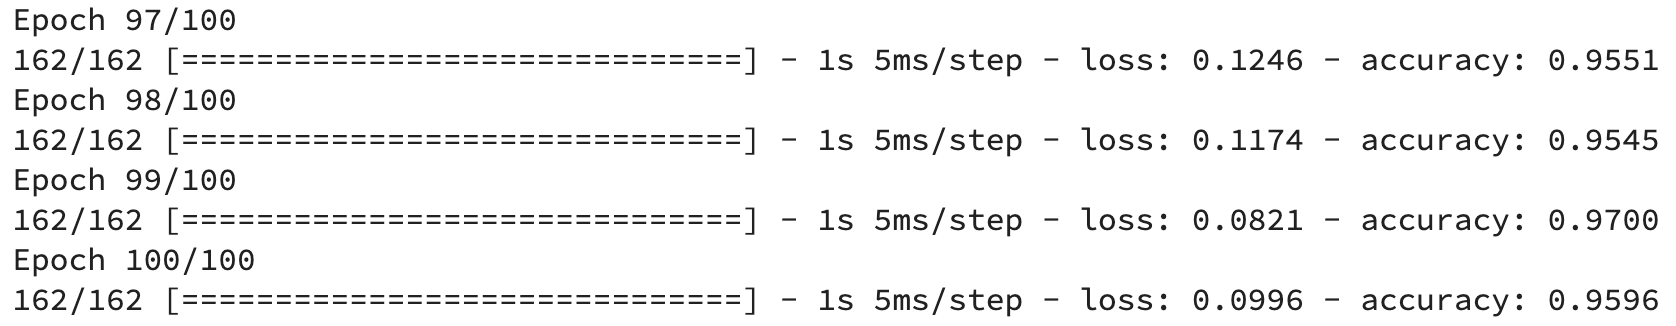 Epoch 97/100
162/162 [==============================] - 1s 5ms/step - loss: 0.1246 - accuracy: 0.9551
Epoch 98/100
162/162 [==============================] - 1s 5ms/step - loss: 0.1174 - accuracy: 0.9545
Epoch 99/100
162/162 [==============================] - 1s 5ms/step - loss: 0.0821 - accuracy: 0.9700
Epoch 100/100
162/162 [==============================] - 1s 5ms/step - loss: 0.0996 - accuracy: 0.9596